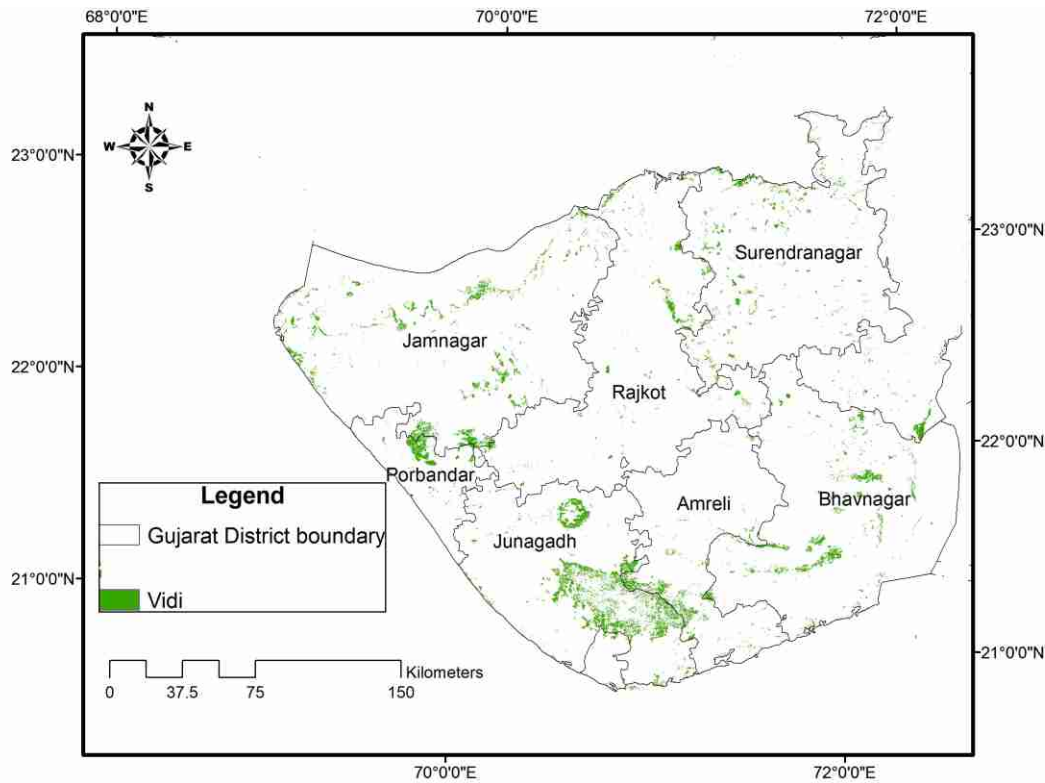 68°0'0"E
70°0'0"E
72°0'0"E
N
W
E
S
23°0'0"N
23°0'0"N
Surendranagar
Jamnagar
22°0'0"N
Rajkot
22°0'0"N
Porbandar
Legend
Gujarat District boundary
Vidi
Amreli
Bhavnagar
Junagadh
21°0'0"N
21°0'0"N
Kilometers
0 37.5 75 150
70°0'0"E
72°0'0"E